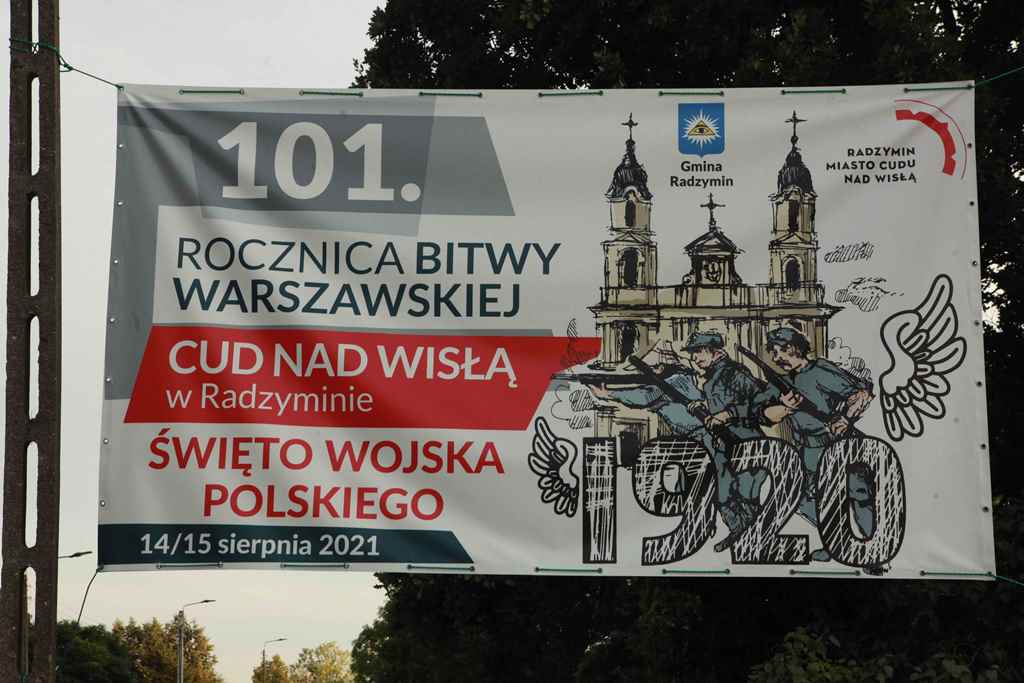 101.
ROCZNICA BITWY
WARSZAWSKIEJ
CUD NAD WISŁĄ
w Radzyminie
ŚWIĘTO WOJSKA
POLSKIEGO
14/15 sierpnia 2021
Gmina
Radzymin
RADZYMIN
MIASTO CUDU
NAD WISŁĄ
1920